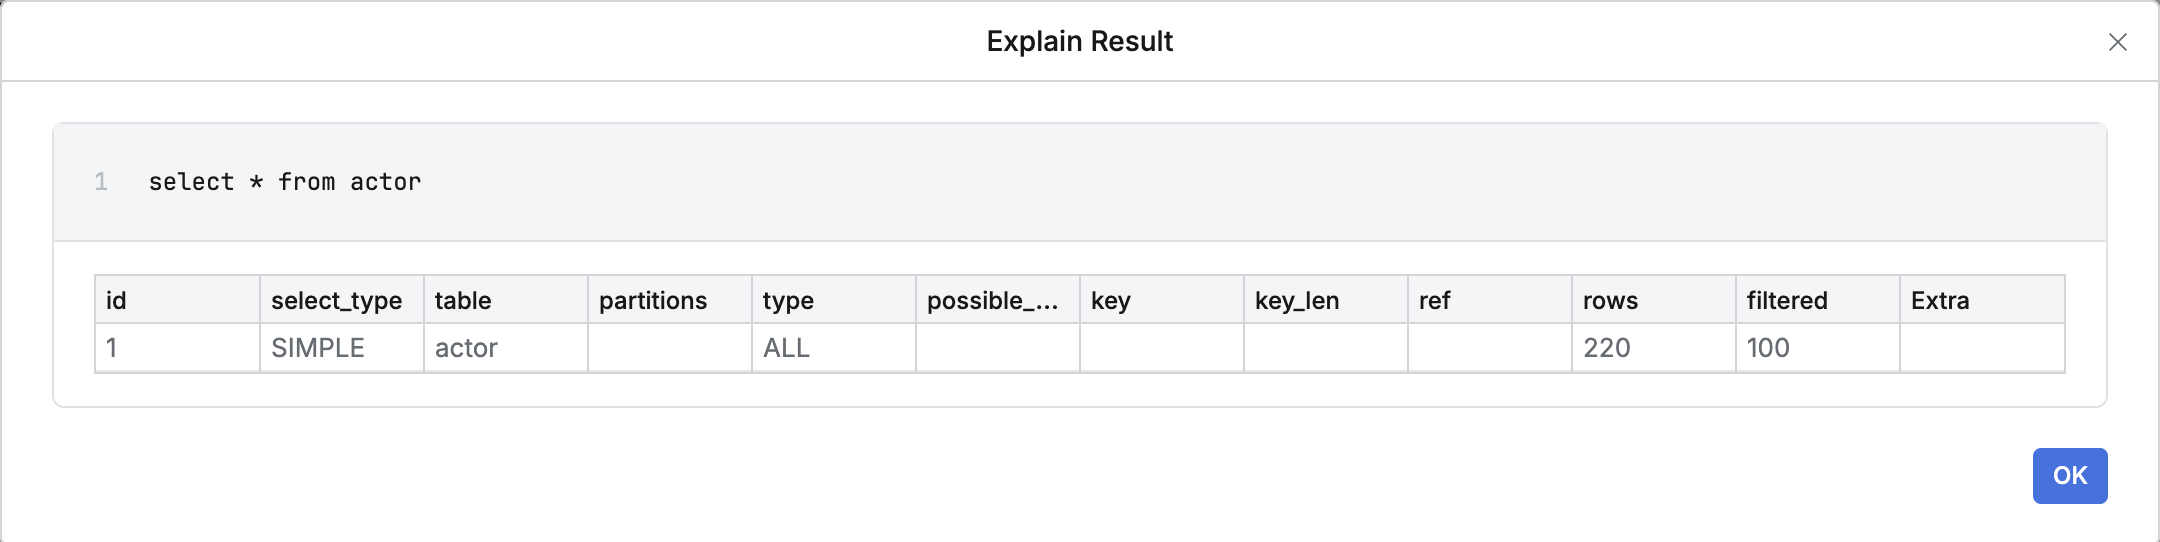 Explain Result
1 select * from actor
id select_type table partitions type possible_... key key_len ref rows filtered Extra
1 SIMPLE actor ALL 220 100
OK